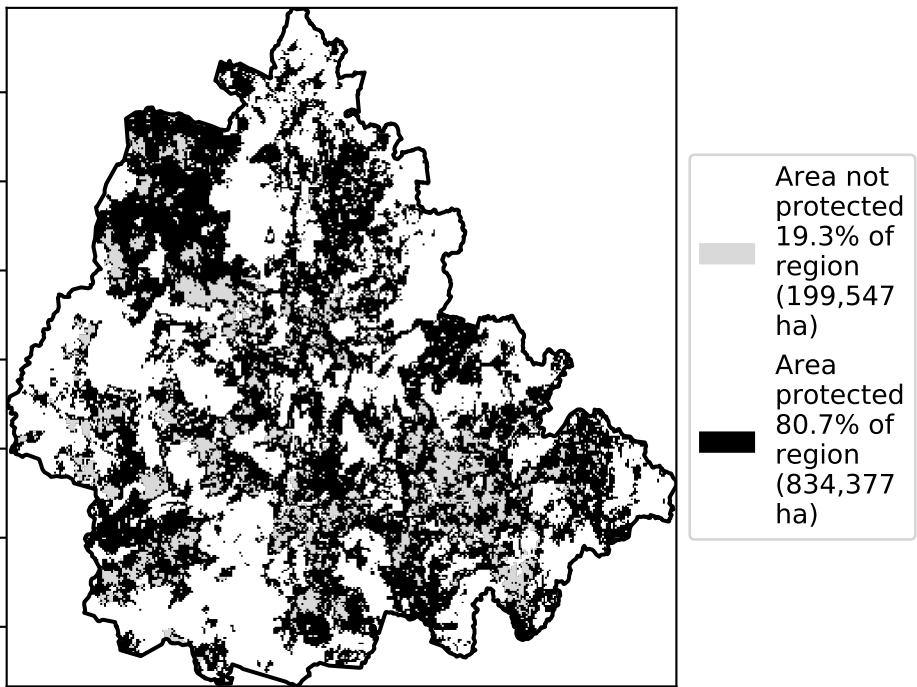 Area not
protected
19.3% of
region
(199,547
ha)
Area
protected
80.7% of
region
(834,377
ha)